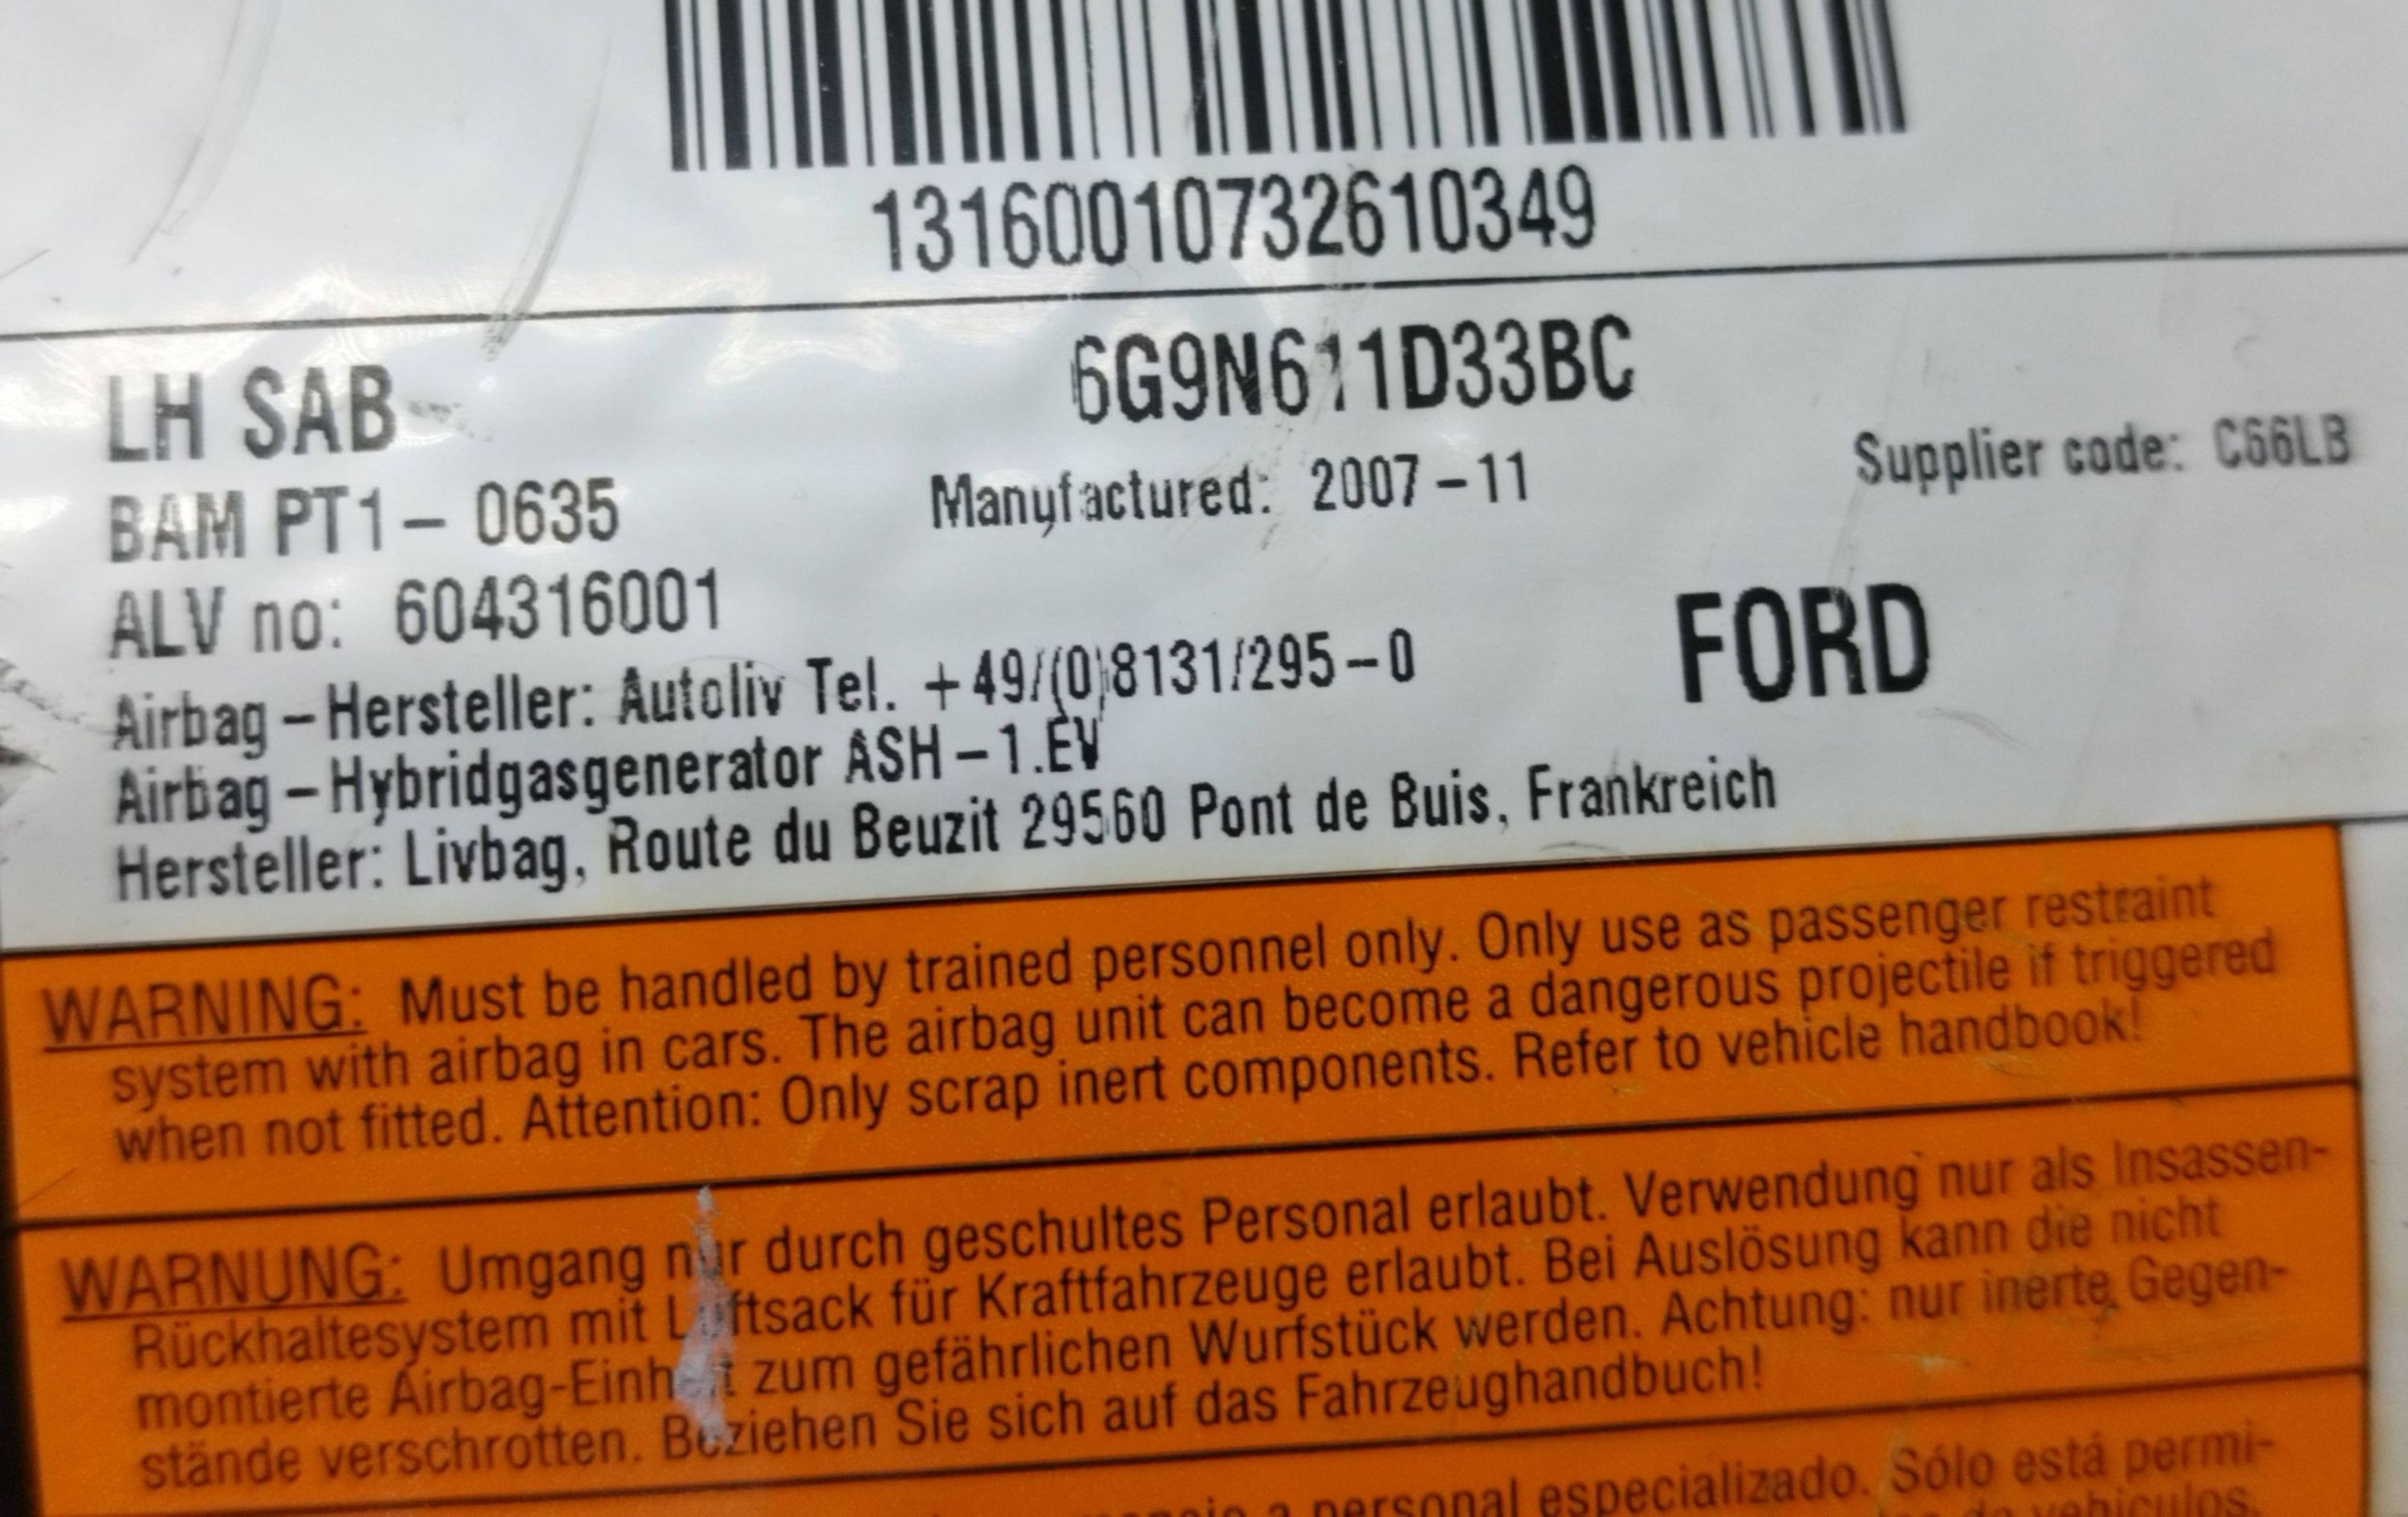 13160010732610349
LH SAB
6G9N611D33BC
BAM PT1 - 0635
Manufactured: 2007 - 11
Supplier code: C66LB
ALV no: 604316001
FORD
Airbag - Hersteller: Autoliv Tel. +49/(0)8131/295-0
Airbag - Hybridgasgenerator ASH - 1.EV
Hersteller: Livbag, Route du Beuzit 29560 Pont de Buis, Frankreich
WARNING: Must be handled by trained personnel only. Only use as passenger restraint
system with airbag in cars. The airbag unit can become a dangerous projectile if triggered
when not fitted. Attention: Only scrap inert components. Refer to vehicle handbook!
WARNUNG: Umgang nur durch geschultes Personal erlaubt. Verwendung nur als Insassen-
Rückhaltesystem mit Luftsack für Kraftfahrzeuge erlaubt. Bei Auslösung kann die nicht
montierte Airbag-Einheit zum gefährlichen Wurfstück werden. Achtung: nur inerte Gegen-
stände verschrotten. Beziehen Sie sich auf das Fahrzeughandbuch!
a personal especializado. Sólo está permi-
de vehiculos.